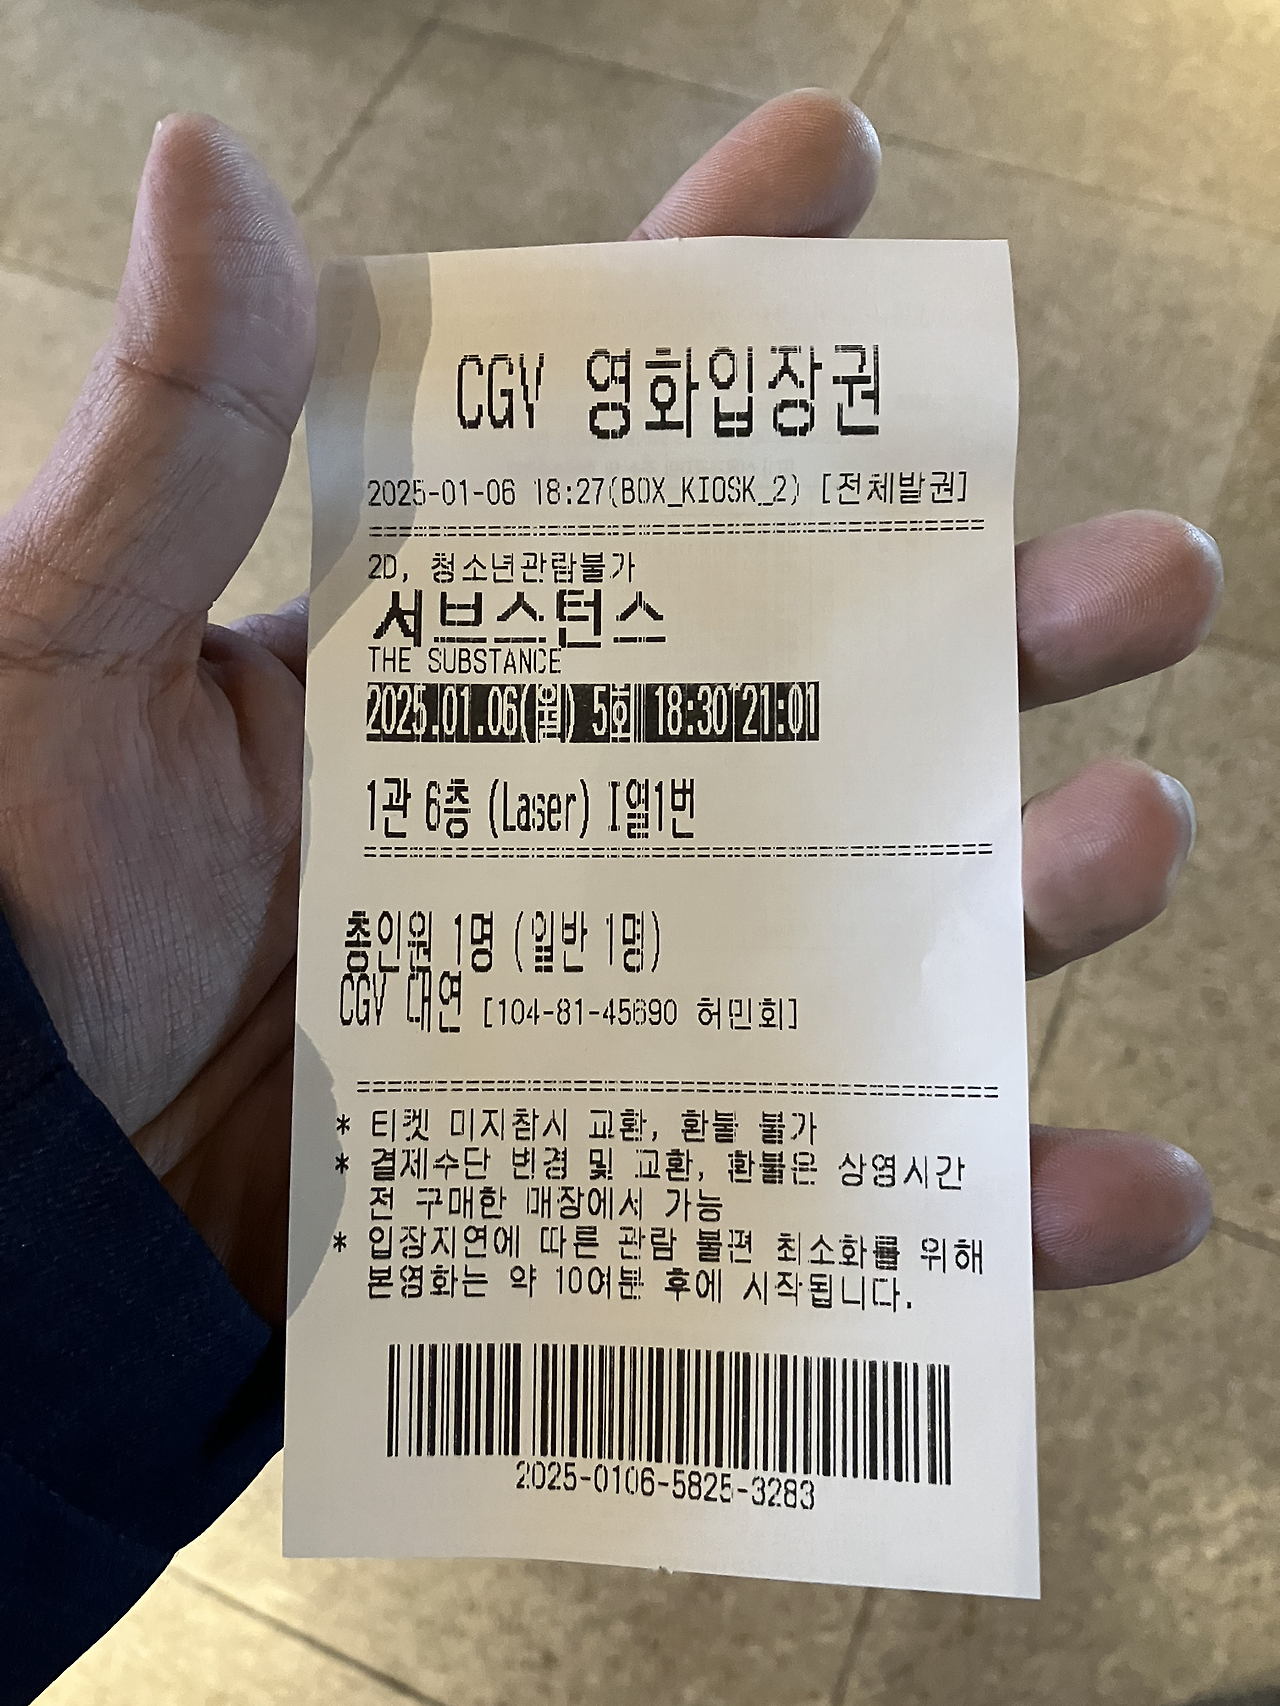 CGV 영화입장권
2025-01-06 18:27(BOX_KIOSK_2) [전체발권]
2D, 청소년관람불가
서브스턴스
THE SUBSTANCE
2025.01.06(월) 5회 18:30 21:01
1관 6층 (Laser) I열1번
총인원 1명 (일반 1명)
CGV 대연 [104-81-45690 허민회]
* 티켓 미지참시 교환, 환불 불가
* 결제수단 변경 및 교환, 환불은 상영시간
전 구매한 매장에서 가능
* 입장지연에 따른 관람 불편 최소화를 위해
본영화는 약 10여분 후에 시작됩니다.
2025-0106-5825-3283